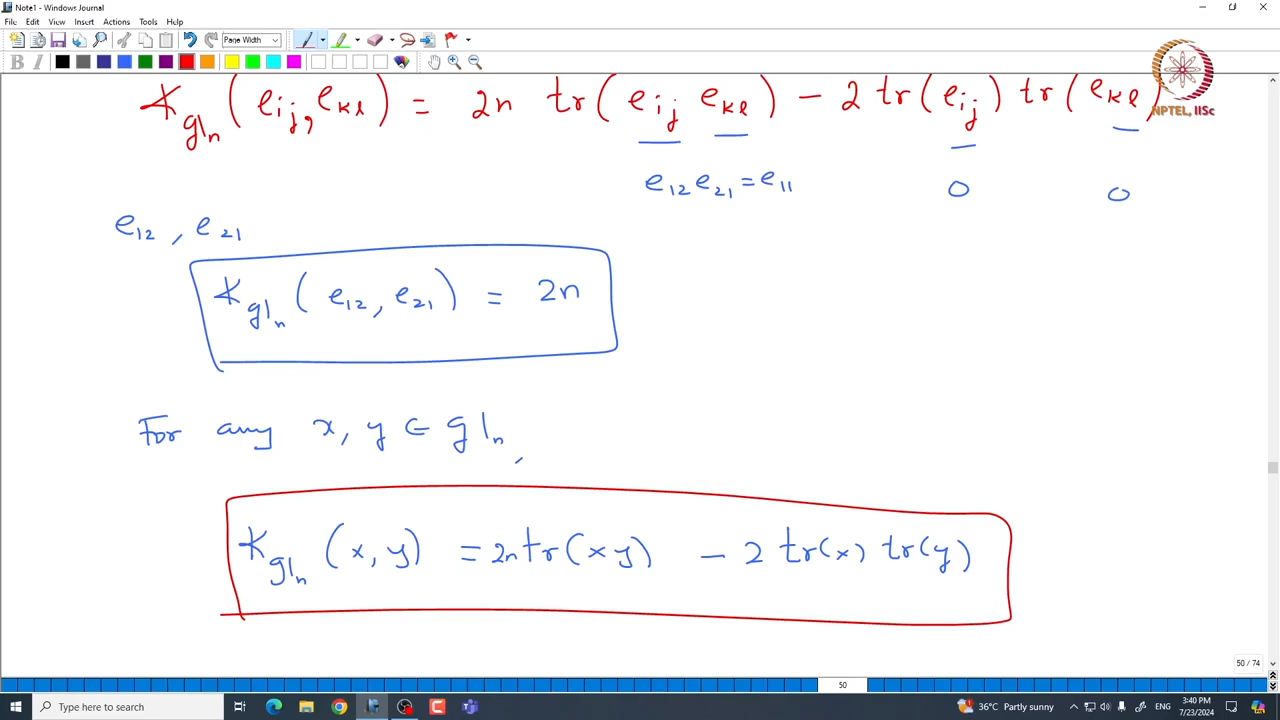 Note1 - Windows Journal
File Edit View Insert Actions Tools Help
Page Width
B I
K_{gl_n} (e_{ij}, e_{kl}) = 2n tr(e_{ij} e_{kl}) − 2 tr(e_{ij}) tr(e_{kl})
NPTEL, IISc
e_{12} e_{21} = e_{11} 0 0
e_{12}, e_{21}
K_{gl_n} (e_{12}, e_{21}) = 2n
For any x, y ∈ gl_n,
K_{gl_n} (x, y) = 2n tr(xy) − 2 tr(x) tr(y)
50 / 74
50
Type here to search
36°C Partly sunny
ENG
3:40 PM
7/23/2024